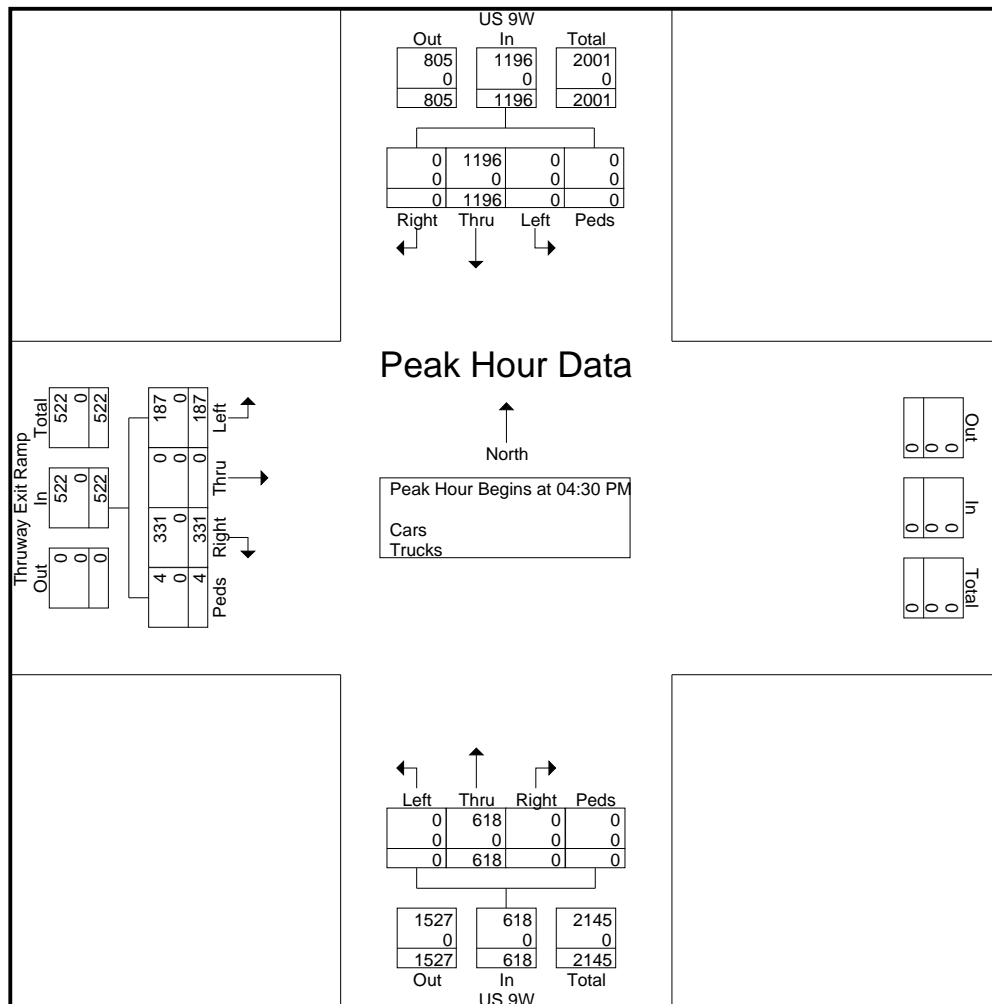 US 9W
Out In Total
805 1196 2001
0 0 0
805 1196 2001
0 1196 0 0
0 0 0 0
0 1196 0 0
Right Thru Left Peds
Peak Hour Data
North
Peak Hour Begins at 04:30 PM
Cars
Trucks
Thruway Exit Ramp
Out In Total
0 522 522
0 0 0
0 522 522
4 331 0 187
0 0 0 0
4 331 0 187
Peds Right Thru Left
Out In Total
0 0 0
0 0 0
0 0 0
Left Thru Right Peds
0 618 0 0
0 0 0 0
0 618 0 0
1527 618 2145
0 0 0
1527 618 2145
Out In Total
US 9W